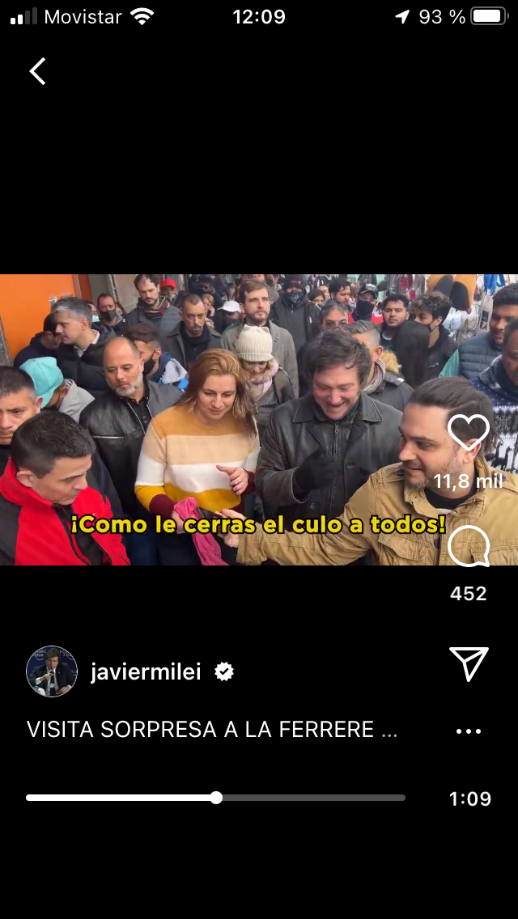 Movistar
12:09
93 %
¡Como le cerras el culo a todos!
11,8 mil
452
javiermilei
VISITA SORPRESA A LA FERRERE ...
1:09